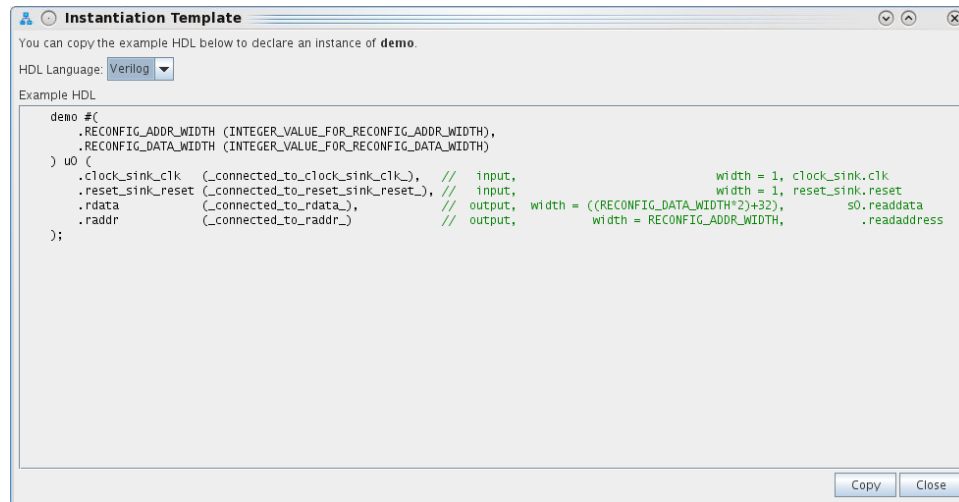 Instantiation Template
You can copy the example HDL below to declare an instance of demo.
HDL Language: Verilog
Example HDL
demo #(
.RECONFIG_ADDR_WIDTH (INTEGER_VALUE_FOR_RECONFIG_ADDR_WIDTH),
.RECONFIG_DATA_WIDTH (INTEGER_VALUE_FOR_RECONFIG_DATA_WIDTH)
) u0 (
.clock_sink_clk (_connected_to_clock_sink_clk_), // input, width = 1, clock_sink.clk
.reset_sink_reset (_connected_to_reset_sink_reset_), // input, width = 1, reset_sink.reset
.rdata (_connected_to_rdata_), // output, width = ((RECONFIG_DATA_WIDTH*2)+32), s0.readdata
.raddr (_connected_to_raddr_) // output, width = RECONFIG_ADDR_WIDTH, .readaddress
);
Copy Close